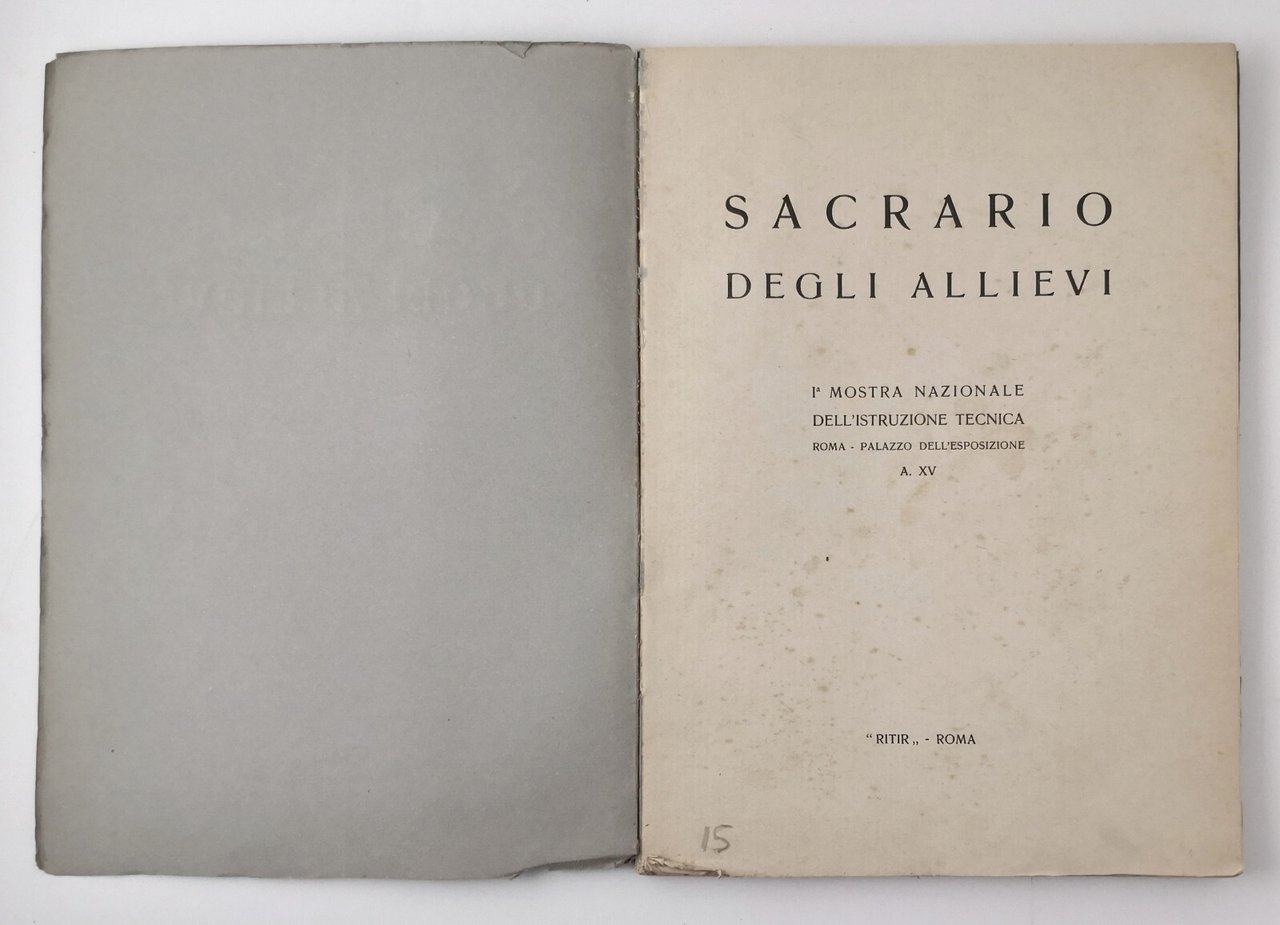 SACRARIO
DEGLI ALLIEVI
Iª MOSTRA NAZIONALE
DELL'ISTRUZIONE TECNICA
ROMA - PALAZZO DELL'ESPOSIZIONE
A. XV
“RITIR„ - ROMA
15